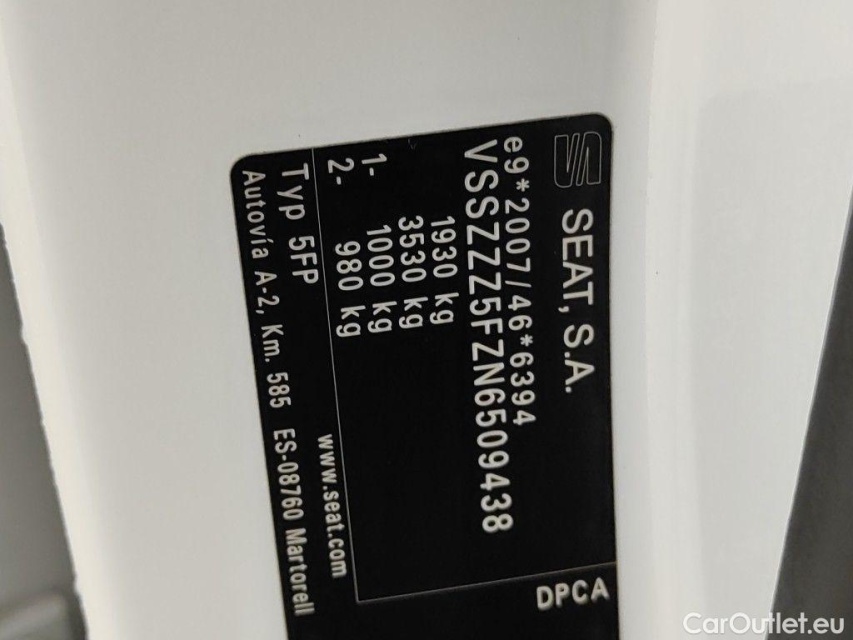 SEAT, S.A.
e9*2007/46*6394
VSSZZZ5FZN6509438
1930 kg
3530 kg
1- 1000 kg
2- 980 kg
Typ 5FP
www.seat.com
Autovía A-2, Km. 585 ES-08760 Martorell
DPCA
CarOutlet.eu